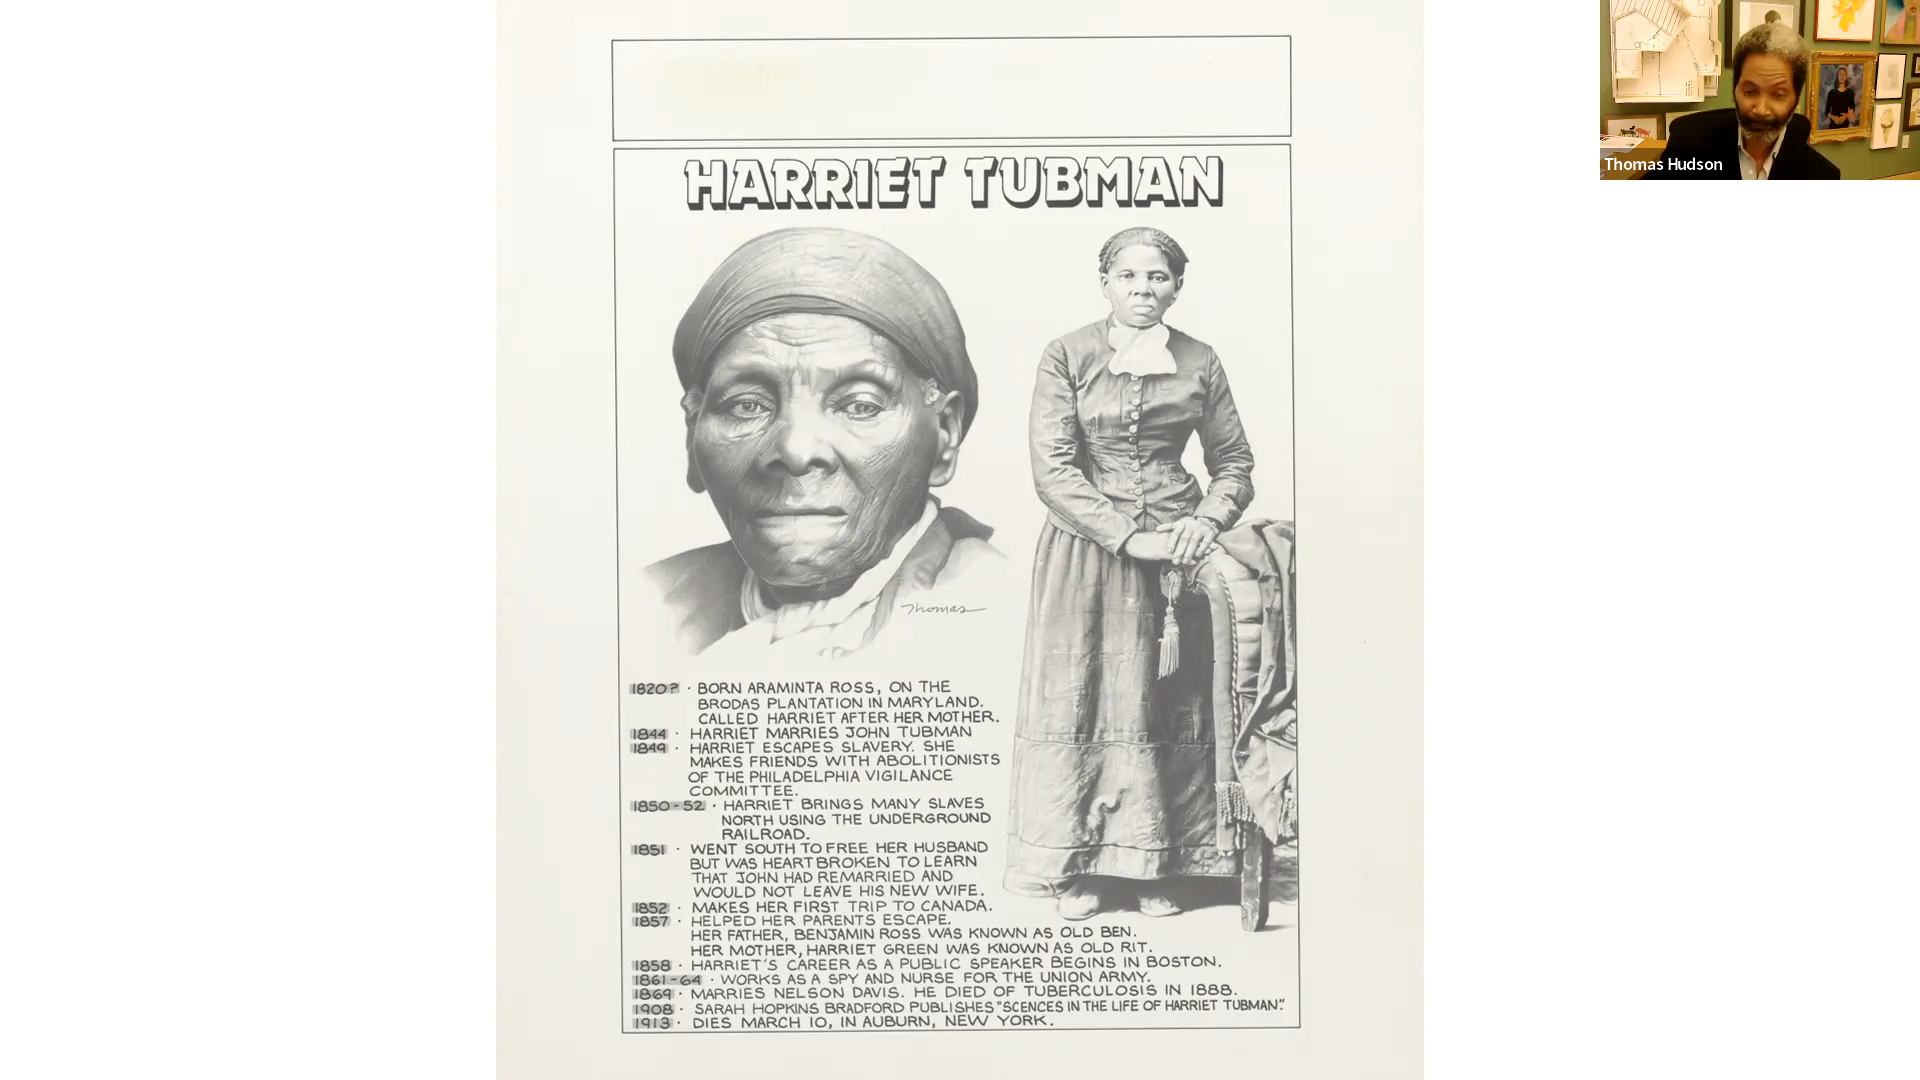 Thomas Hudson
HARRIET TUBMAN
Thomas
1820? · BORN ARAMINTA ROSS, ON THE
BRODAS PLANTATION IN MARYLAND.
CALLED HARRIET AFTER HER MOTHER.
1844 · HARRIET MARRIES JOHN TUBMAN
1849 · HARRIET ESCAPES SLAVERY. SHE
MAKES FRIENDS WITH ABOLITIONISTS
OF THE PHILADELPHIA VIGILANCE
COMMITTEE.
1850-52 · HARRIET BRINGS MANY SLAVES
NORTH USING THE UNDERGROUND
RAILROAD.
1851 · WENT SOUTH TO FREE HER HUSBAND
BUT WAS HEARTBROKEN TO LEARN
THAT JOHN HAD REMARRIED AND
WOULD NOT LEAVE HIS NEW WIFE.
1852 · MAKES HER FIRST TRIP TO CANADA.
1857 · HELPED HER PARENTS ESCAPE.
HER FATHER, BENJAMIN ROSS WAS KNOWN AS OLD BEN.
HER MOTHER, HARRIET GREEN WAS KNOWN AS OLD RIT.
1858 · HARRIET'S CAREER AS A PUBLIC SPEAKER BEGINS IN BOSTON.
1861-64 · WORKS AS A SPY AND NURSE FOR THE UNION ARMY.
1869 · MARRIES NELSON DAVIS. HE DIED OF TUBERCULOSIS IN 1888.
1908 · SARAH HOPKINS BRADFORD PUBLISHES "SCENCES IN THE LIFE OF HARRIET TUBMAN."
1913 · DIES MARCH 10, IN AUBURN, NEW YORK.